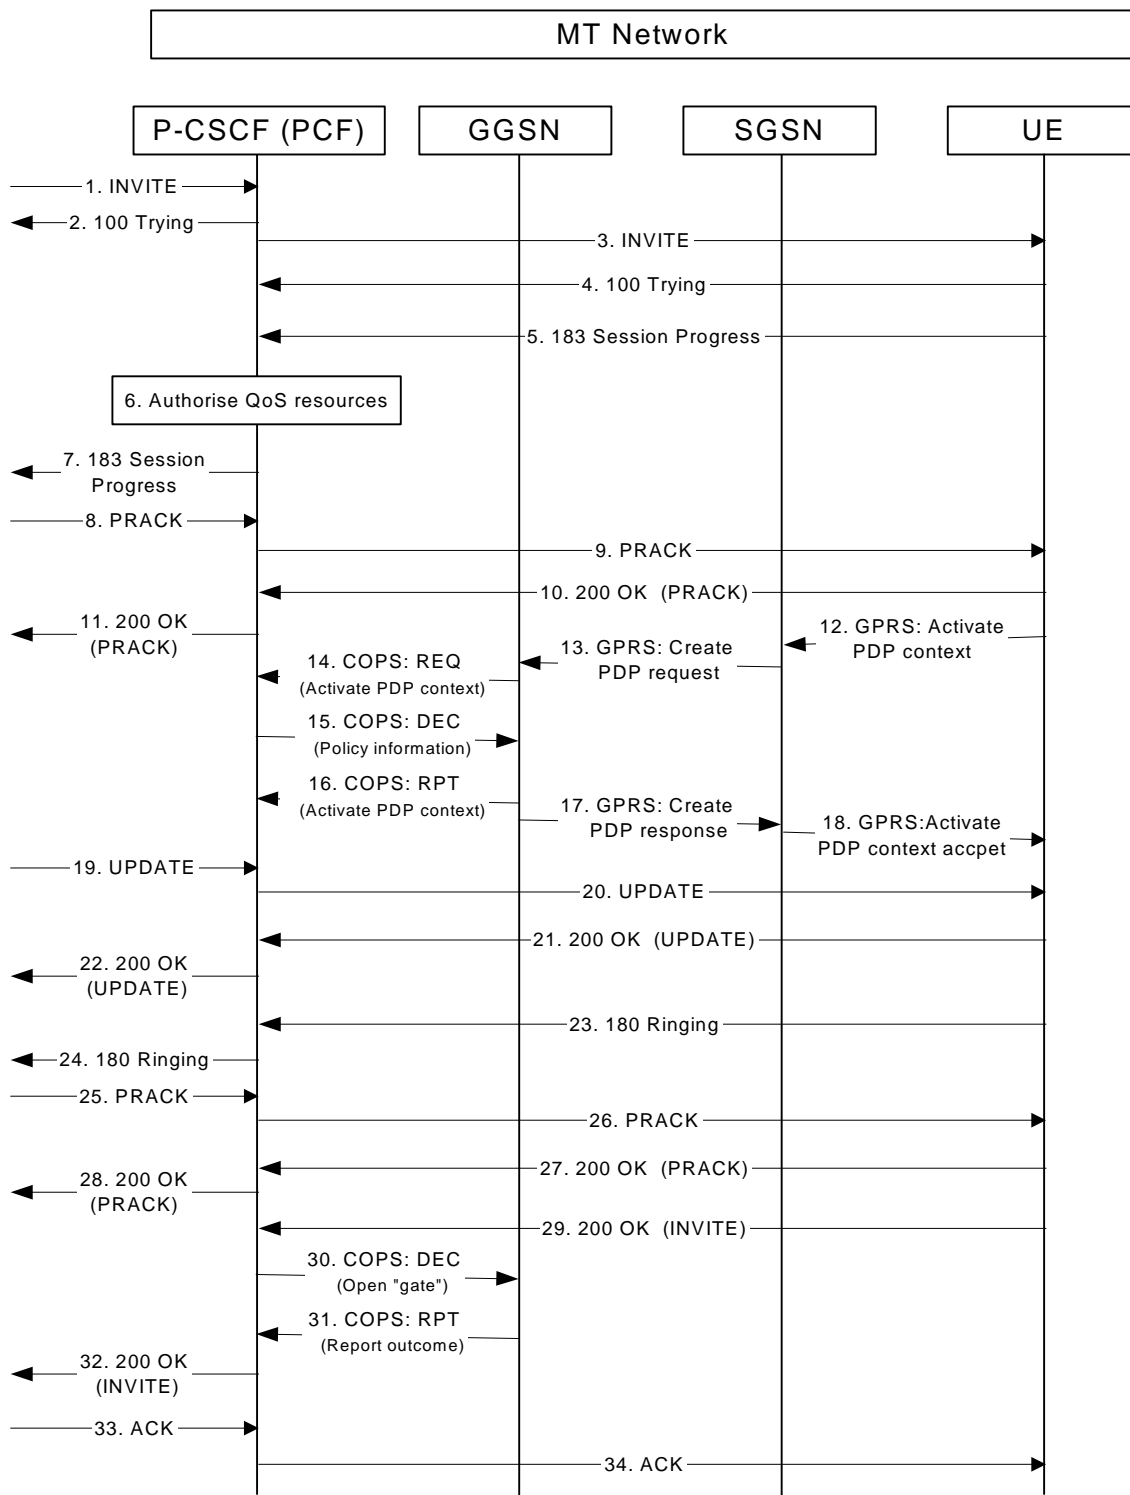 MT Network
P-CSCF (PCF)
GGSN
SGSN
UE
1. INVITE
2. 100 Trying
3. INVITE
4. 100 Trying
5. 183 Session Progress
6. Authorise QoS resources
7. 183 Session
Progress
8. PRACK
9. PRACK
10. 200 OK (PRACK)
11. 200 OK
(PRACK)
12. GPRS: Activate
PDP context
13. GPRS: Create
PDP request
14. COPS: REQ
(Activate PDP context)
15. COPS: DEC
(Policy information)
16. COPS: RPT
(Activate PDP context)
17. GPRS: Create
PDP response
18. GPRS:Activate
PDP context accpet
19. UPDATE
20. UPDATE
21. 200 OK (UPDATE)
22. 200 OK
(UPDATE)
23. 180 Ringing
24. 180 Ringing
25. PRACK
26. PRACK
27. 200 OK (PRACK)
28. 200 OK
(PRACK)
29. 200 OK (INVITE)
30. COPS: DEC
(Open "gate")
31. COPS: RPT
(Report outcome)
32. 200 OK
(INVITE)
33. ACK
34. ACK